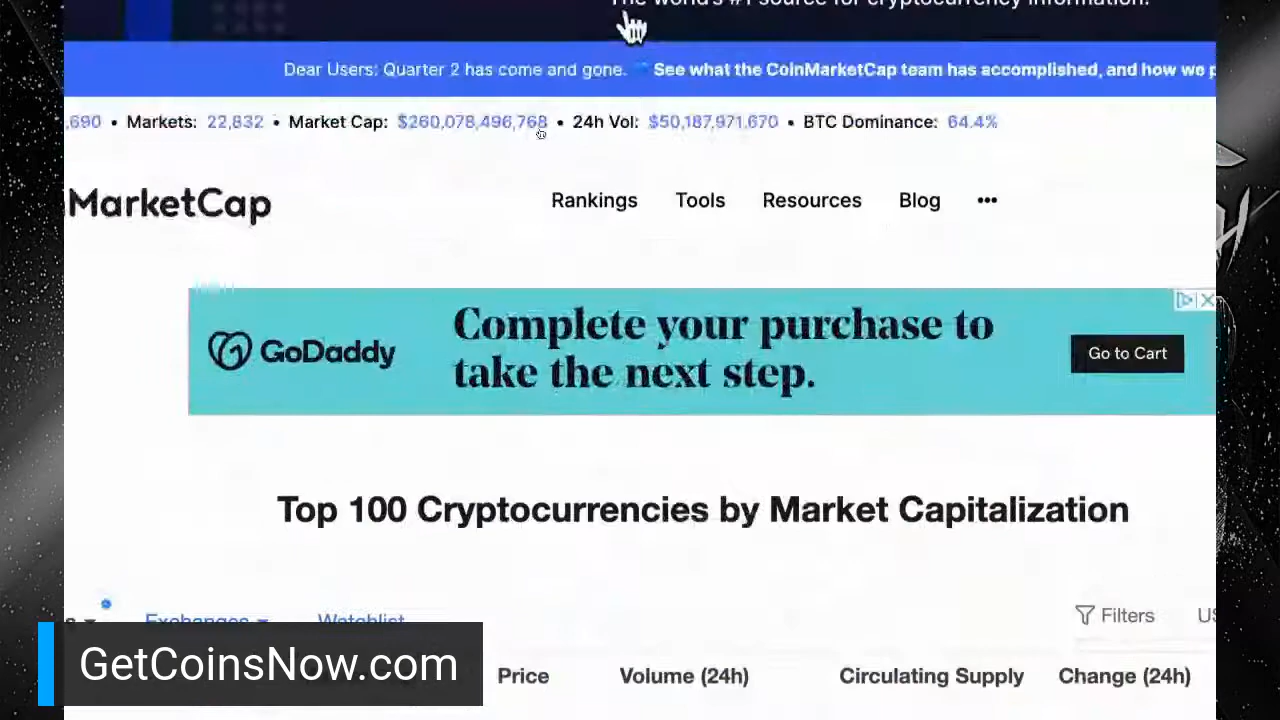 The world's #1 source for cryptocurrency information.
Dear Users: Quarter 2 has come and gone. See what the CoinMarketCap team has accomplished, and how we p
,690 • Markets: 22,832 • Market Cap: $260,078,496,768 • 24h Vol: $50,187,971,670 • BTC Dominance: 64.4%
MarketCap
Rankings Tools Resources Blog •••
GoDaddy
Complete your purchase to
take the next step.
Go to Cart
Top 100 Cryptocurrencies by Market Capitalization
s Exchanges Watchlist Filters US
GetCoinsNow.com
Price Volume (24h) Circulating Supply Change (24h)